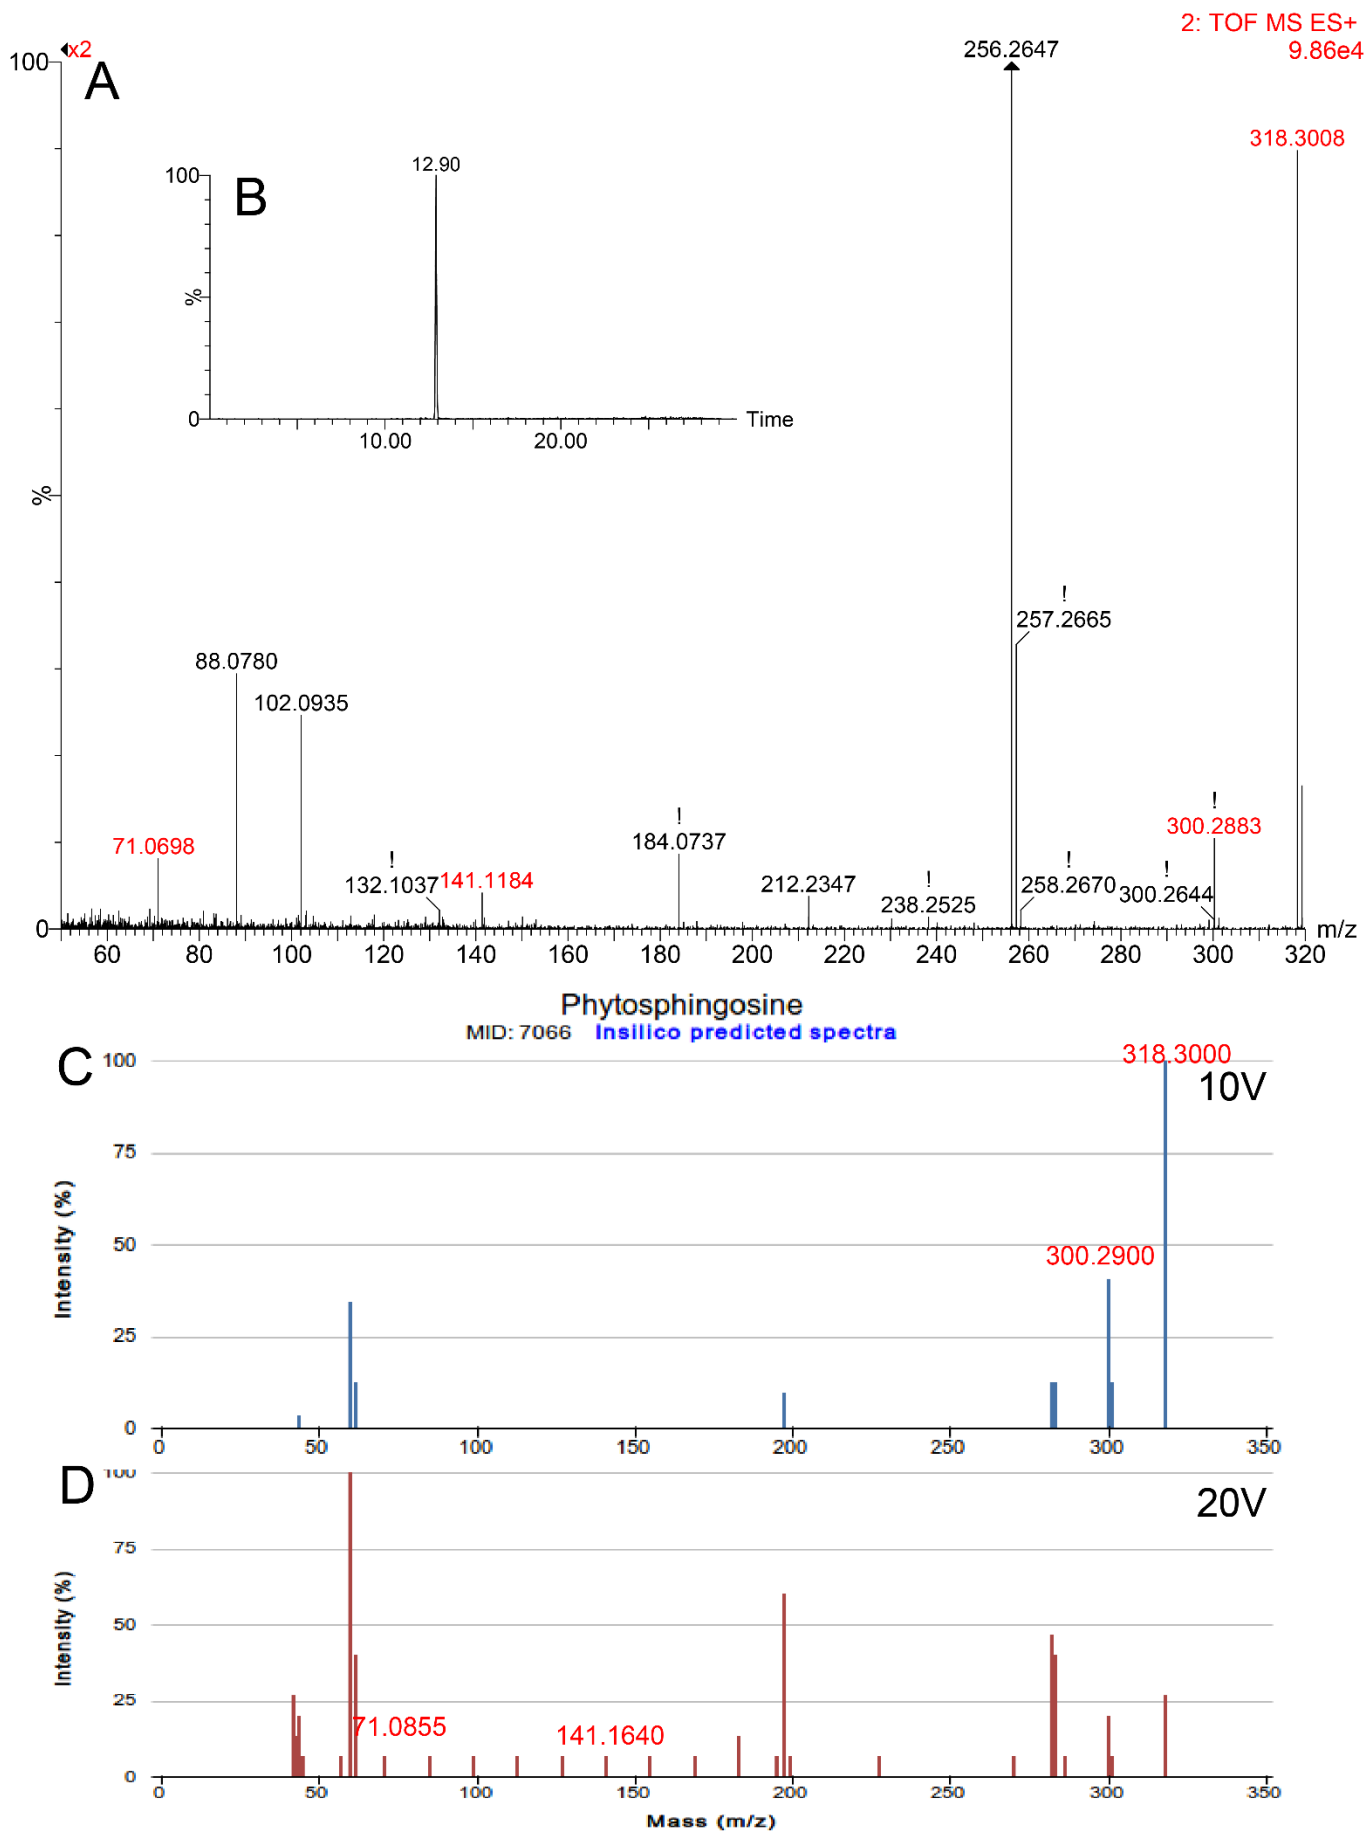 2: TOF MS ES+
9.86e4
100
x2
A
256.2647
318.3008
B
100
12.90
%
0
10.00
20.00
Time
%
!
257.2665
88.0780
102.0935
71.0698
!
132.1037
141.1184
!
184.0737
212.2347
!
238.2525
!
258.2670
!
300.2644
!
300.2883
0
60 80 100 120 140 160 180 200 220 240 260 280 300 320
m/z
Phytosphingosine
MID: 7066 Insilico predicted spectra
C
318.3000
10V
300.2900
Intensity (%)
100
75
50
25
0
0 50 100 150 200 250 300 350
D
20V
71.0855
141.1640
Intensity (%)
100
75
50
25
0
0 50 100 150 200 250 300 350
Mass (m/z)